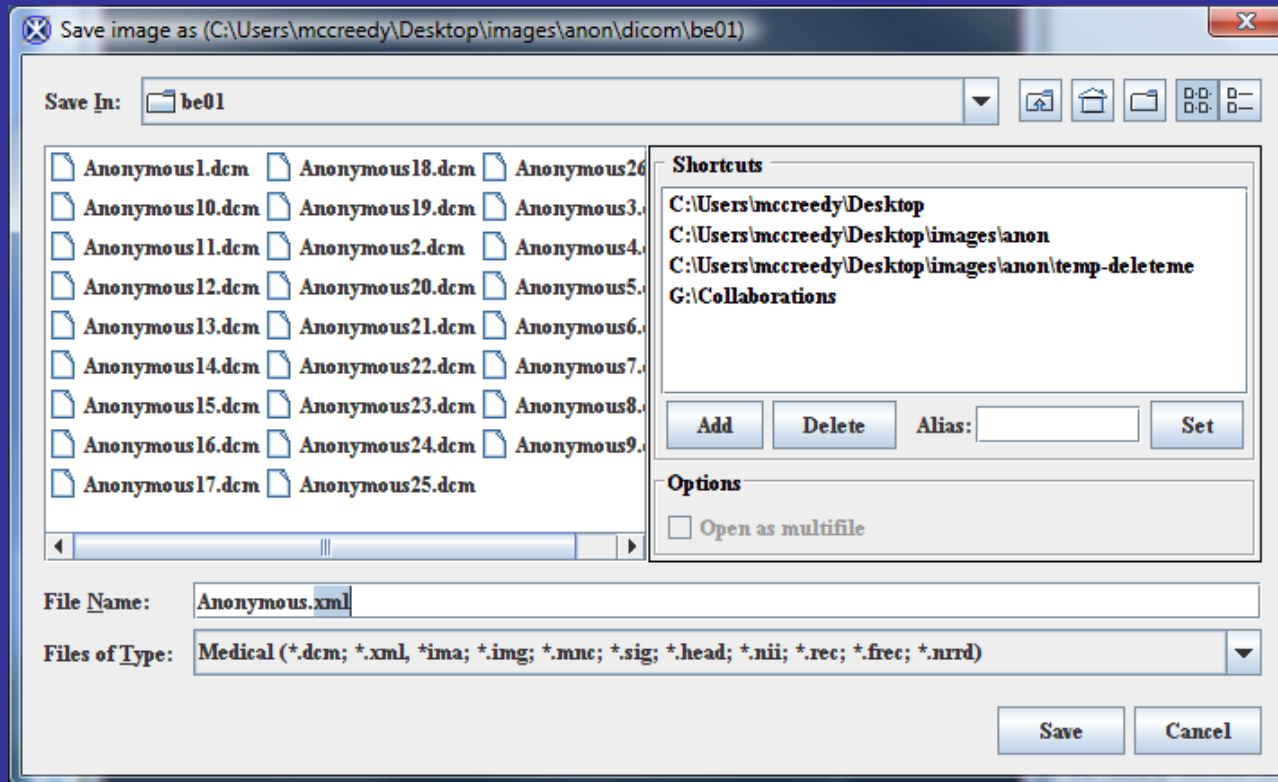 Save image as (C:\Users\mccreedy\Desktop\images\anon\dicom\be01)
Save In: be01
Anonymous1.dcm Anonymous18.dcm Anonymous26
Anonymous10.dcm Anonymous19.dcm Anonymous3.
Anonymous11.dcm Anonymous2.dcm Anonymous4.
Anonymous12.dcm Anonymous20.dcm Anonymous5.
Anonymous13.dcm Anonymous21.dcm Anonymous6.
Anonymous14.dcm Anonymous22.dcm Anonymous7.
Anonymous15.dcm Anonymous23.dcm Anonymous8.
Anonymous16.dcm Anonymous24.dcm Anonymous9.
Anonymous17.dcm Anonymous25.dcm
Shortcuts
C:\Users\mccreedy\Desktop
C:\Users\mccreedy\Desktop\images\anon
C:\Users\mccreedy\Desktop\images\anon\temp-deleteme
G:\Collaborations
Add Delete Alias: Set
Options
Open as multifile
File Name: Anonymous.xml
Files of Type: Medical (*.dcm; *.xml, *ima; *.img; *.mnc; *.sig; *.head; *.nii; *.rec; *.frec; *.nrrd)
Save Cancel